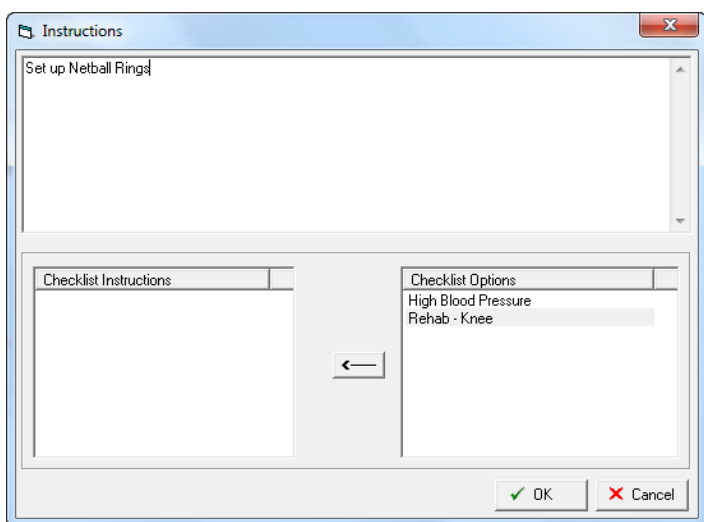 Instructions
Set up Netball Rings
Checklist Instructions
Checklist Options
High Blood Pressure
Rehab - Knee
OK
Cancel